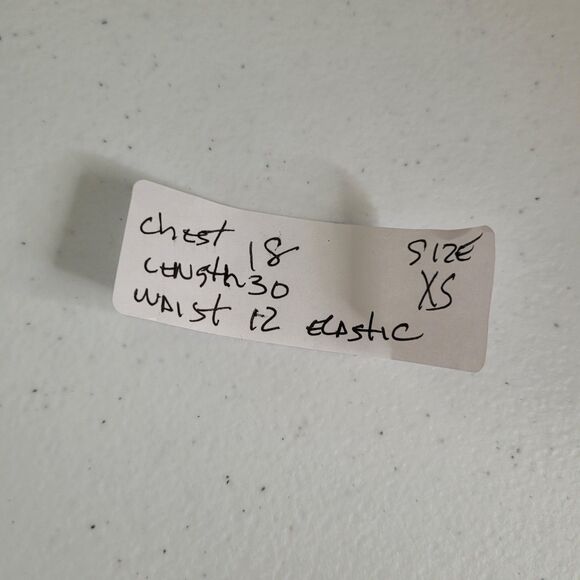 Chest 18
Length 30
Waist 12 Elastic
SIZE
XS